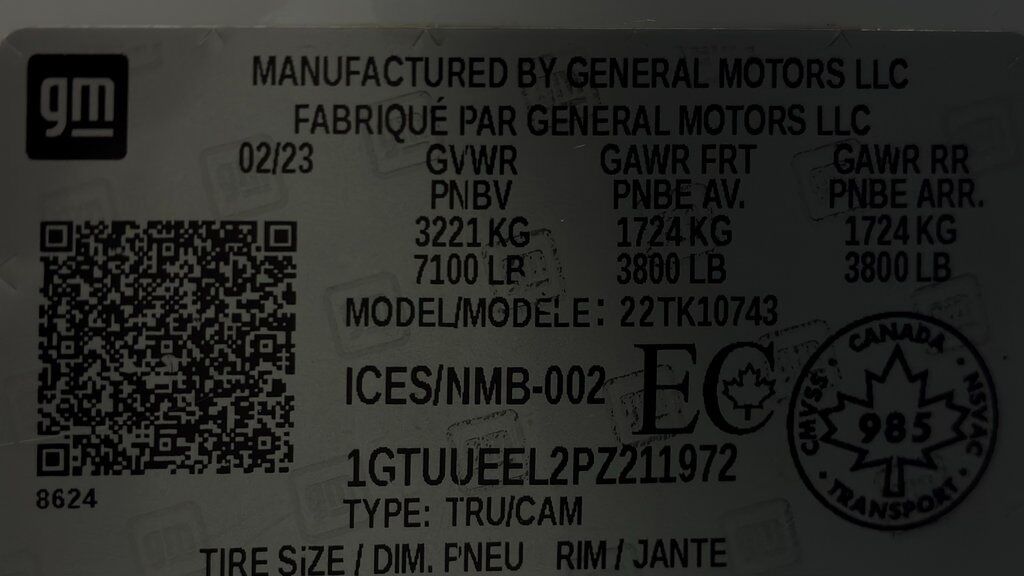 gm
MANUFACTURED BY GENERAL MOTORS LLC
FABRIQUÉ PAR GENERAL MOTORS LLC
02/23 GVWR GAWR FRT GAWR RR
PNBV PNBE AV. PNBE ARR.
3221 KG 1724 KG 1724 KG
7100 LB 3800 LB 3800 LB
MODEL/MODELE: 22TK10743
ICES/NMB-002 EC
1GTUUEEL2PZ211972
TYPE: TRU/CAM
TIRE SIZE / DIM. PNEU RIM / JANTE
8624
CANADA
CMVSS 985 NSVAC
TRANSPORT